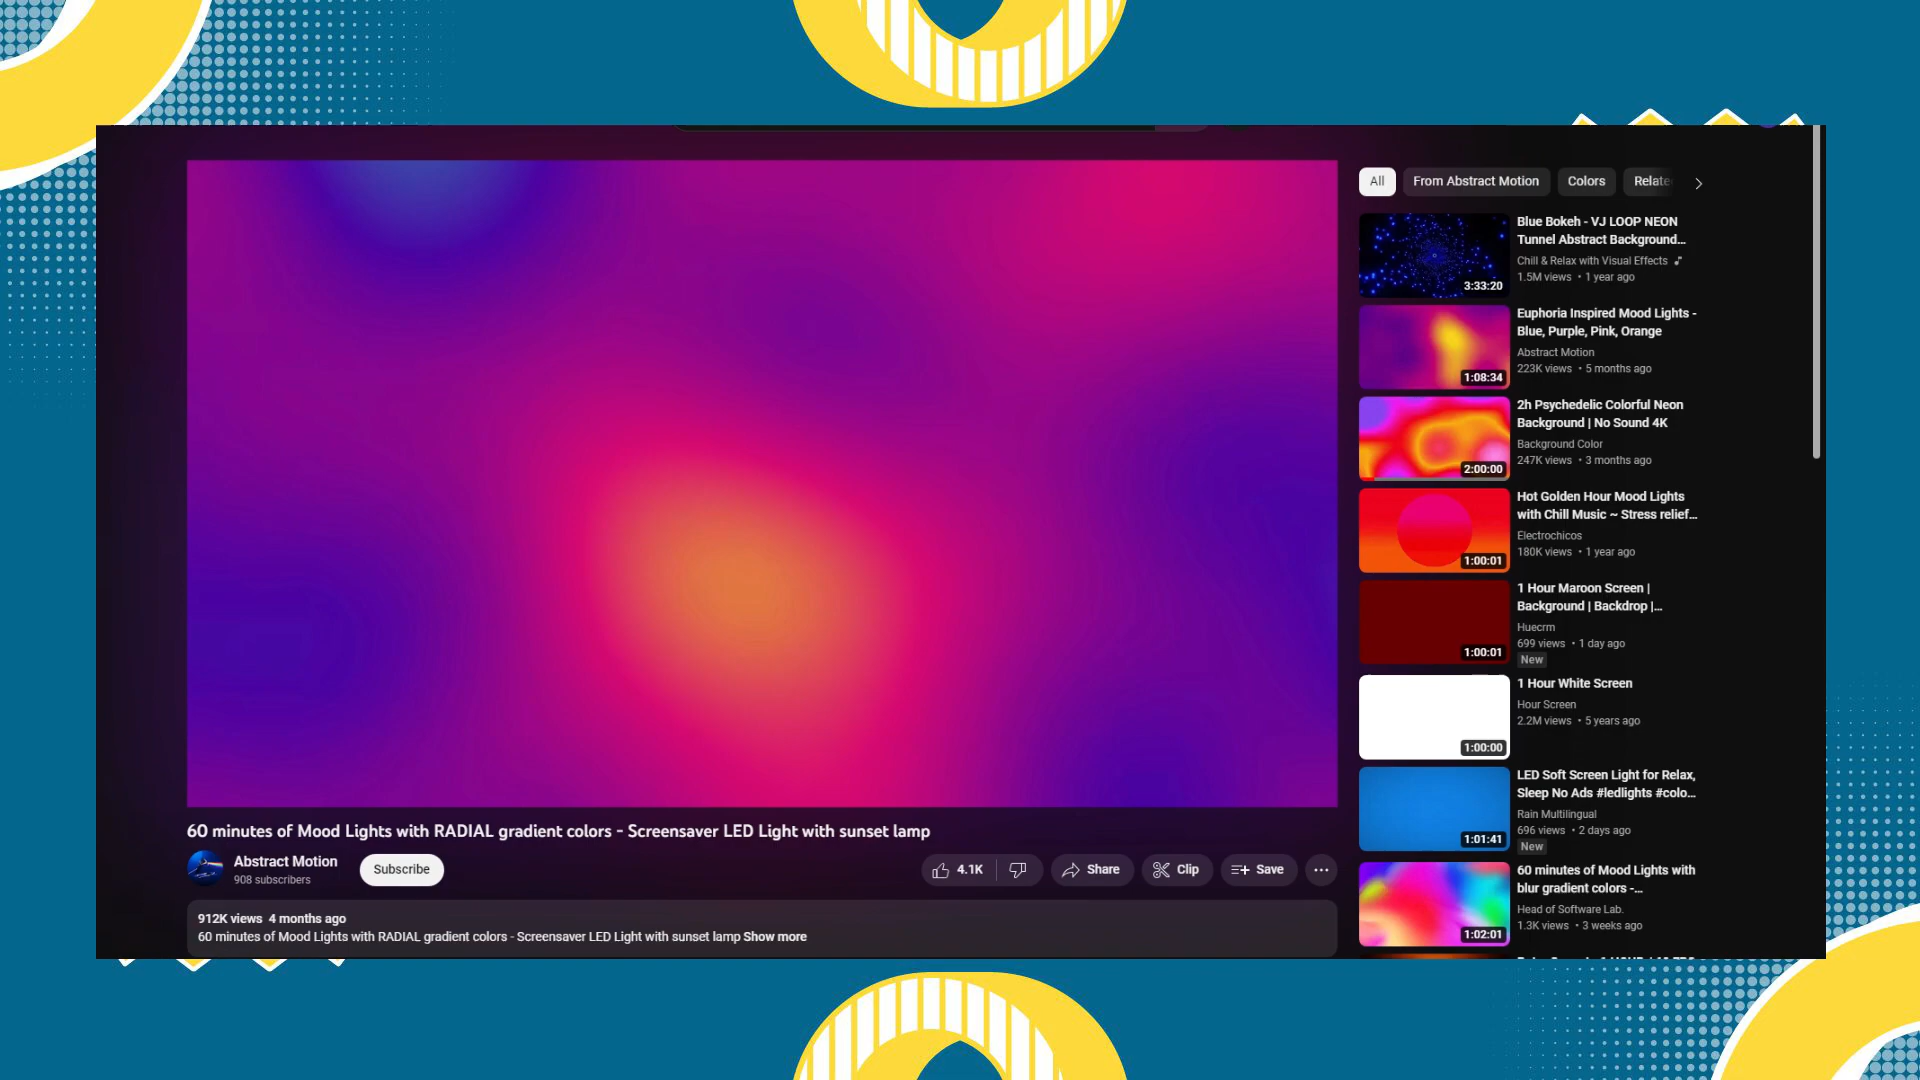 All
From Abstract Motion
Colors
Relate
Blue Bokeh - VJ LOOP NEON
Tunnel Abstract Background...
Chill & Relax with Visual Effects
1.5M views • 1 year ago
3:33:20
Euphoria Inspired Mood Lights -
Blue, Purple, Pink, Orange
Abstract Motion
223K views • 5 months ago
1:08:34
2h Psychedelic Colorful Neon
Background | No Sound 4K
Background Color
247K views • 3 months ago
2:00:00
Hot Golden Hour Mood Lights
with Chill Music ~ Stress relief...
Electrochicos
180K views • 1 year ago
1:00:01
1 Hour Maroon Screen |
Background | Backdrop |...
Huecrm
699 views • 1 day ago
New
1:00:01
1 Hour White Screen
Hour Screen
2.2M views • 5 years ago
1:00:00
LED Soft Screen Light for Relax,
Sleep No Ads #ledlights #colo...
Rain Multilingual
696 views • 2 days ago
New
1:01:41
60 minutes of Mood Lights with
blur gradient colors -...
Head of Software Lab.
1.3K views • 3 weeks ago
1:02:01
60 minutes of Mood Lights with RADIAL gradient colors - Screensaver LED Light with sunset lamp
Abstract Motion
908 subscribers
Subscribe
4.1K
Share
Clip
Save
912K views 4 months ago
60 minutes of Mood Lights with RADIAL gradient colors - Screensaver LED Light with sunset lamp Show more